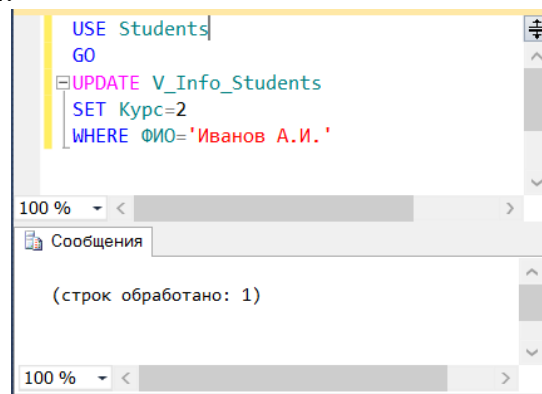 USE Students
GO
UPDATE V_Info_Students
SET Курс=2
WHERE ФИО='Иванов А.И.'
100 %
Сообщения
(строк обработано: 1)
100 %